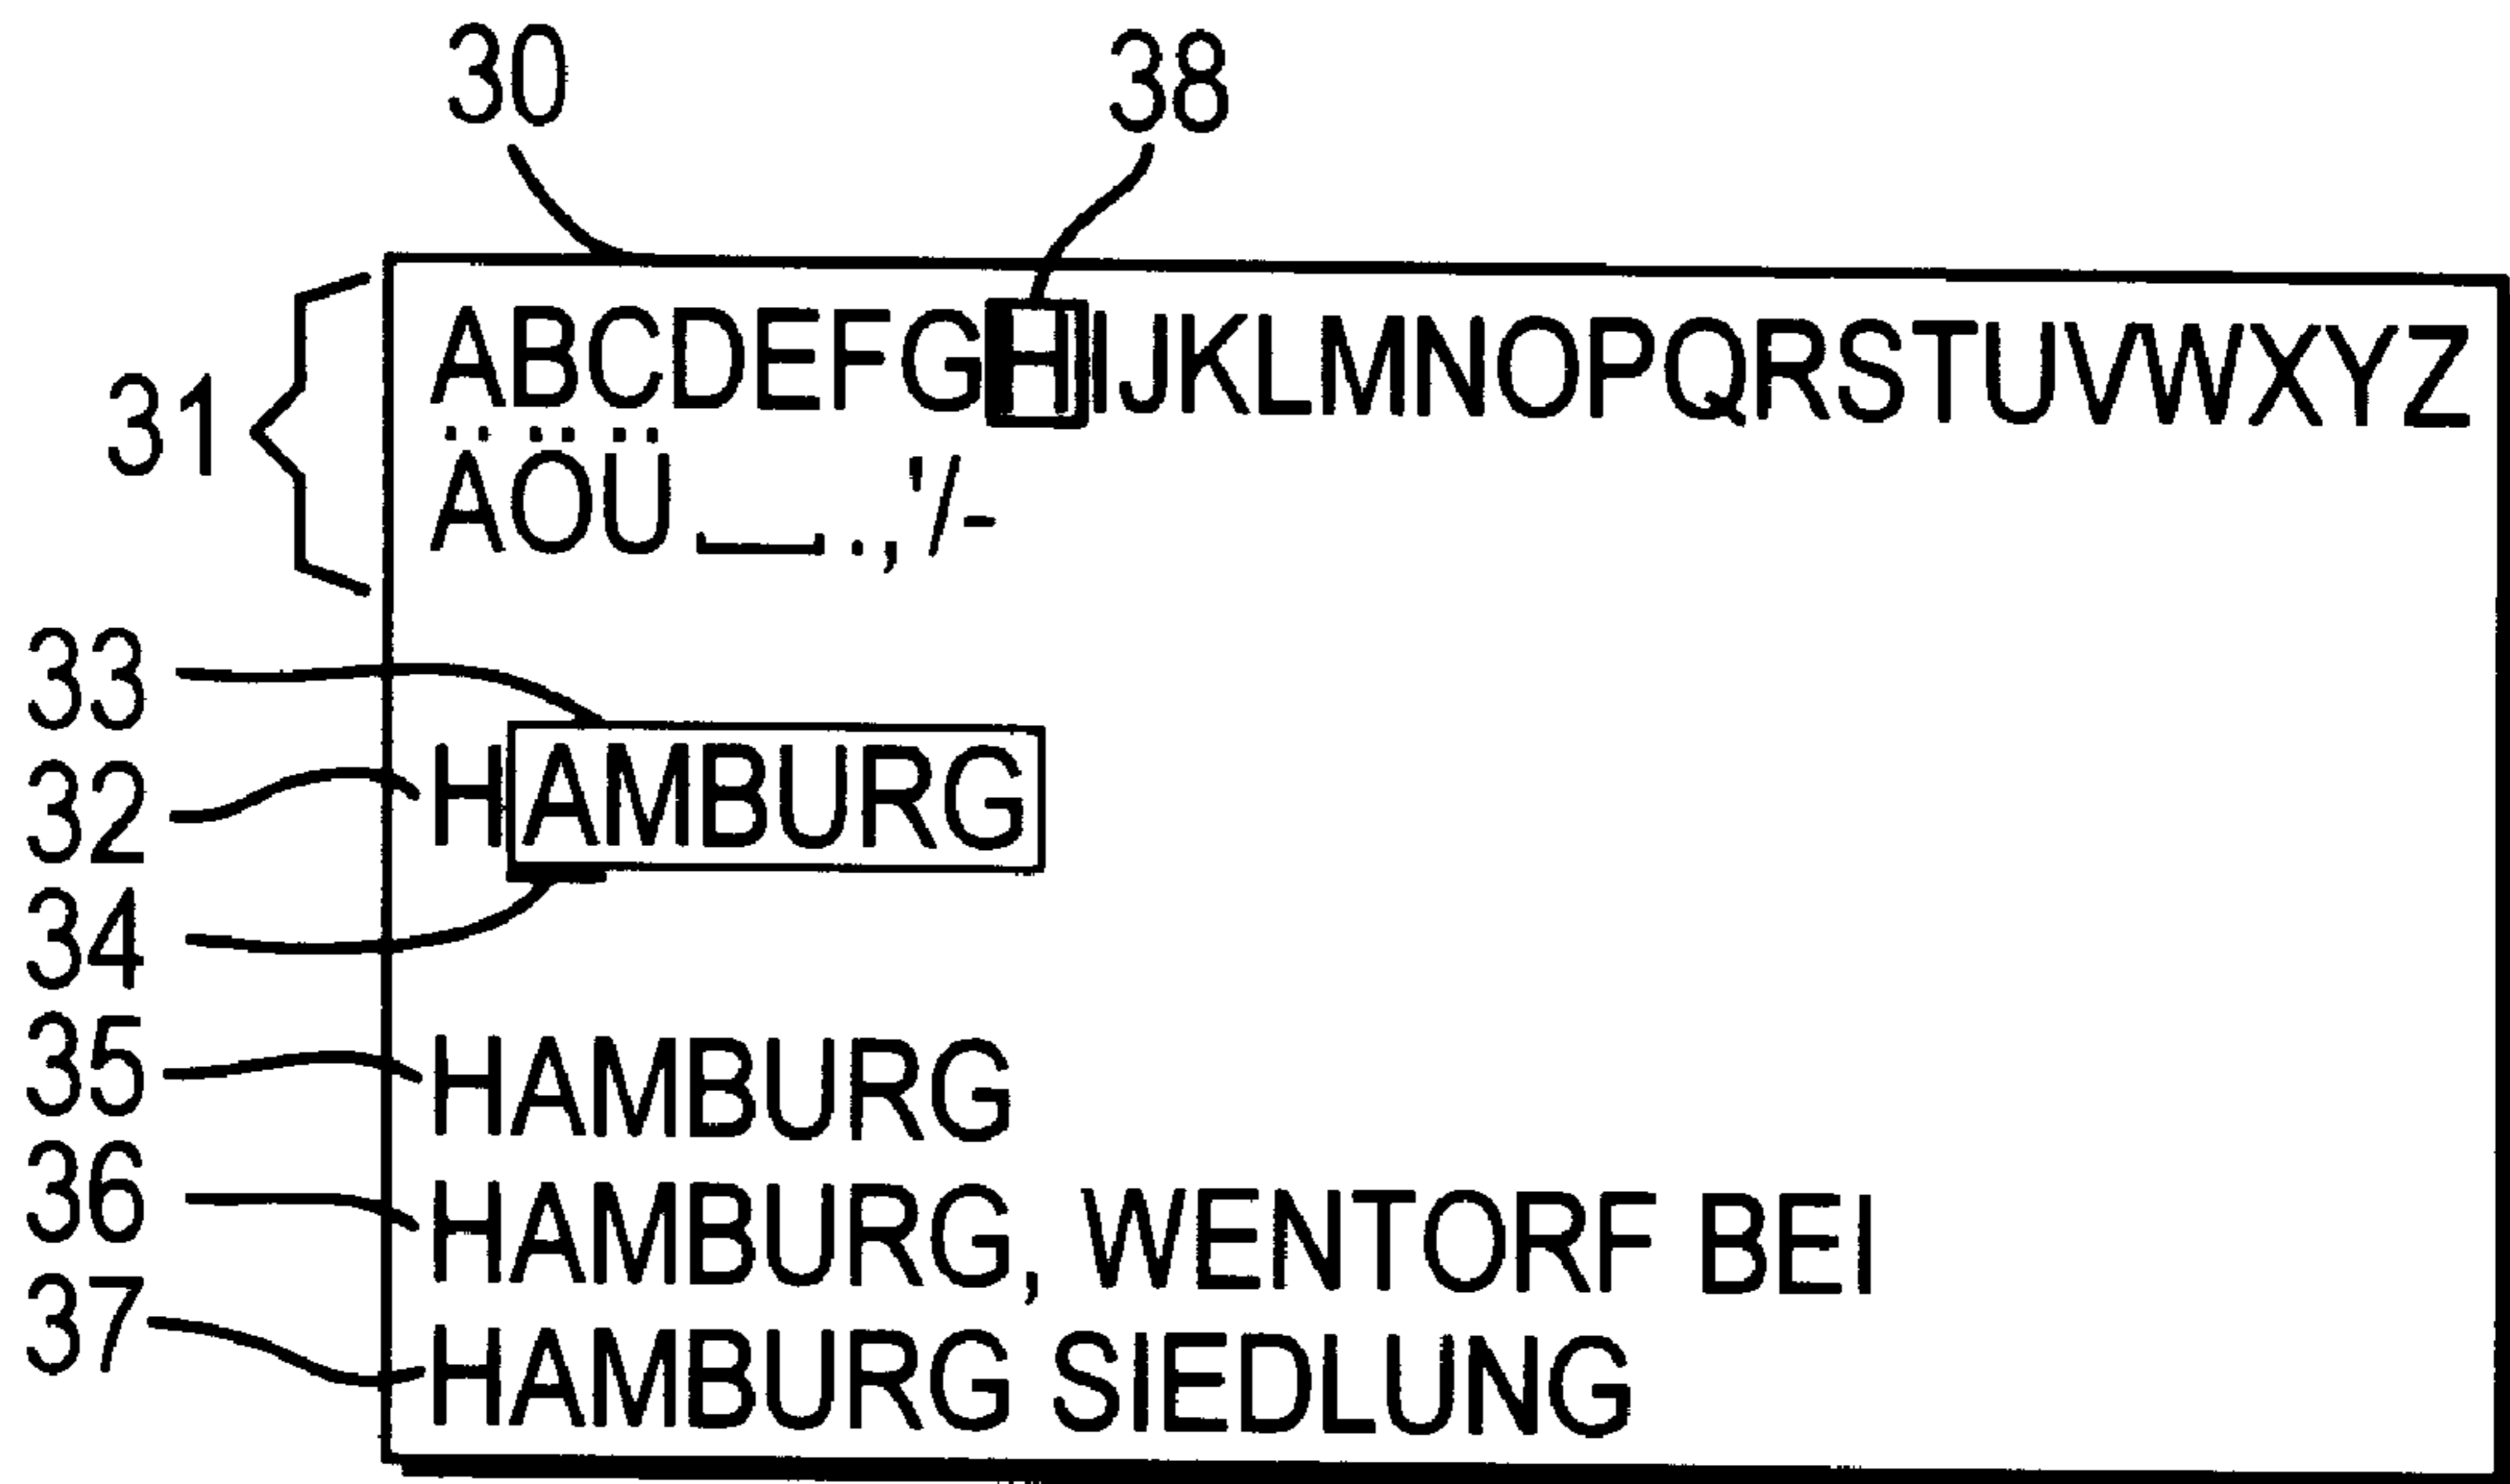 30 38
ABCDEFGHIJKLMNOPQRSTUVWXYZ
31
ÄÖÜ⎵.,'/-
33
HAMBURG
32
34
35 HAMBURG
36 HAMBURG, WENTORF BEI
37 HAMBURG SIEDLUNG